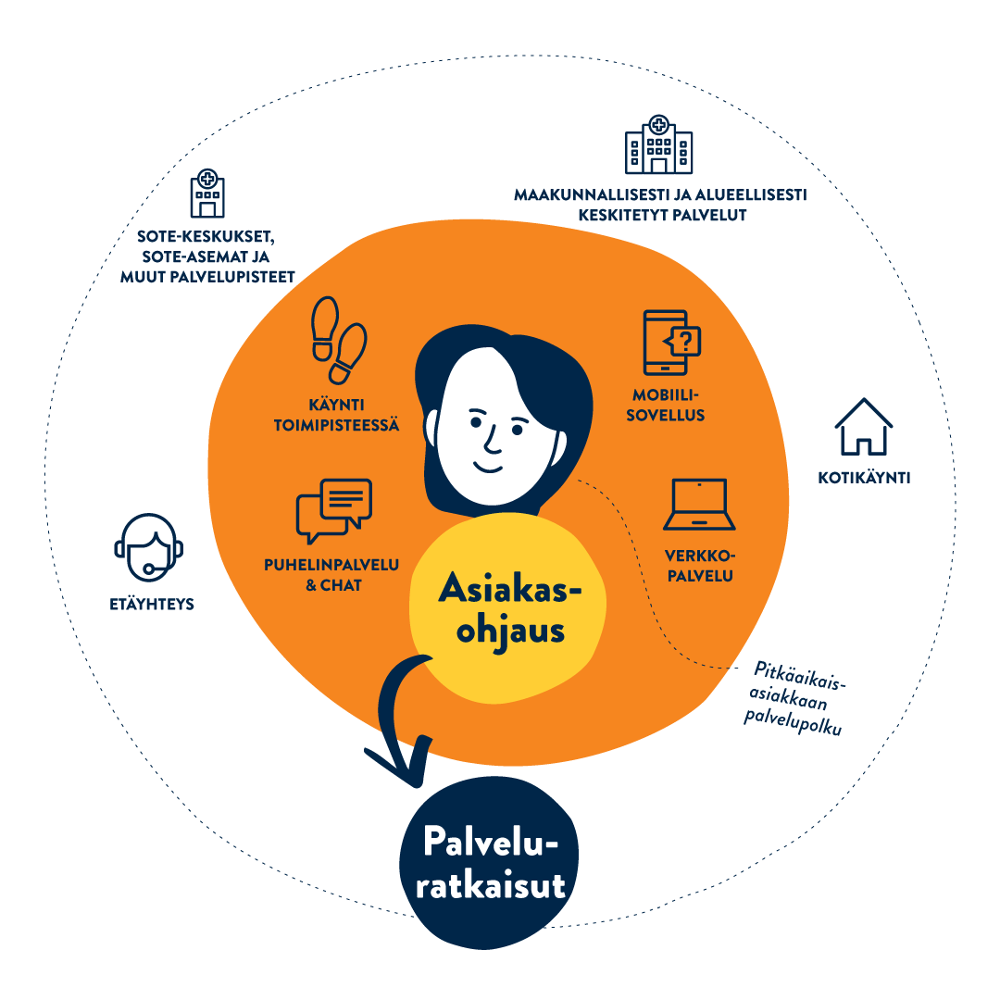 MAAKUNNALLISESTI JA ALUEELLISESTI
KESKITETYT PALVELUT
SOTE-KESKUKSET,
SOTE-ASEMAT JA
MUUT PALVELUPISTEET
KÄYNTI
TOIMIPISTEESSÄ
MOBIILI-
SOVELLUS
KOTIKÄYNTI
PUHELINPALVELU
& CHAT
VERKKO-
PALVELU
ETÄYHTEYS
Asiakas-
ohjaus
Pitkäaikais-
asiakkaan
palvelupolku
Palvelu-
ratkaisut